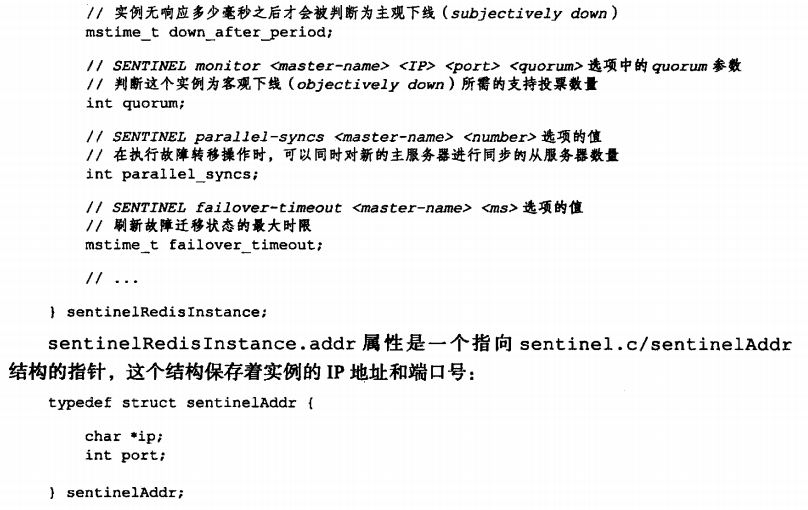 // 实例无响应多少毫秒之后才会被判断为主观下线(subjectively down)
mstime_t down_after_period;
// SENTINEL monitor <master-name> <IP> <port> <quorum> 选项中的 quorum 参数
// 判断这个实例为客观下线(objectively down)所需的支持投票数量
int quorum;
// SENTINEL parallel-syncs <master-name> <number> 选项的值
// 在执行故障转移操作时，可以同时对新的主服务器进行同步的从服务器数量
int parallel_syncs;
// SENTINEL failover-timeout <master-name> <ms> 选项的值
// 刷新故障迁移状态的最大时限
mstime_t failover_timeout;
// ...
} sentinelRedisInstance;
sentinelRedisInstance.addr 属性是一个指向 sentinel.c/sentinelAddr
结构的指针，这个结构保存着实例的 IP 地址和端口号：
typedef struct sentinelAddr {
char *ip;
int port;
} sentinelAddr;